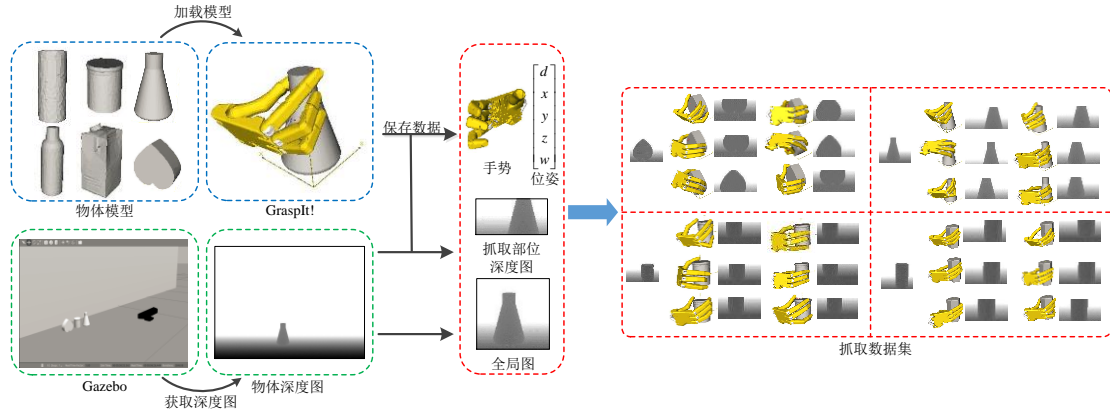 加载模型
物体模型
GraspIt!
保存数据
d
x
y
z
w
手势
位姿
抓取部位
深度图
全局图
Gazebo
获取深度图
物体深度图
抓取数据集